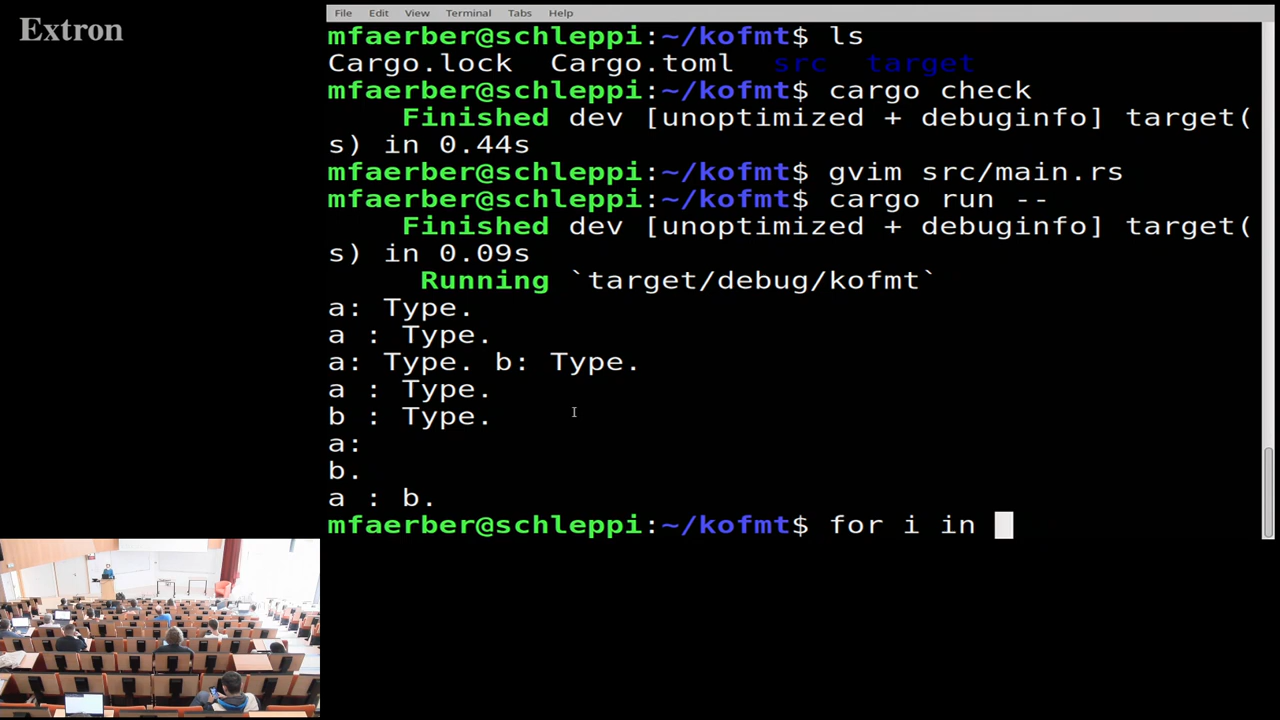 Extron
File Edit View Terminal Tabs Help
mfaerber@schleppi:~/kofmt$ ls
Cargo.lock  Cargo.toml  src  target
mfaerber@schleppi:~/kofmt$ cargo check
    Finished dev [unoptimized + debuginfo] target(
s) in 0.44s
mfaerber@schleppi:~/kofmt$ gvim src/main.rs
mfaerber@schleppi:~/kofmt$ cargo run --
    Finished dev [unoptimized + debuginfo] target(
s) in 0.09s
     Running `target/debug/kofmt`
a: Type.
a : Type.
a: Type. b: Type.
a : Type.
b : Type.
a:
b.
a : b.
mfaerber@schleppi:~/kofmt$ for i in